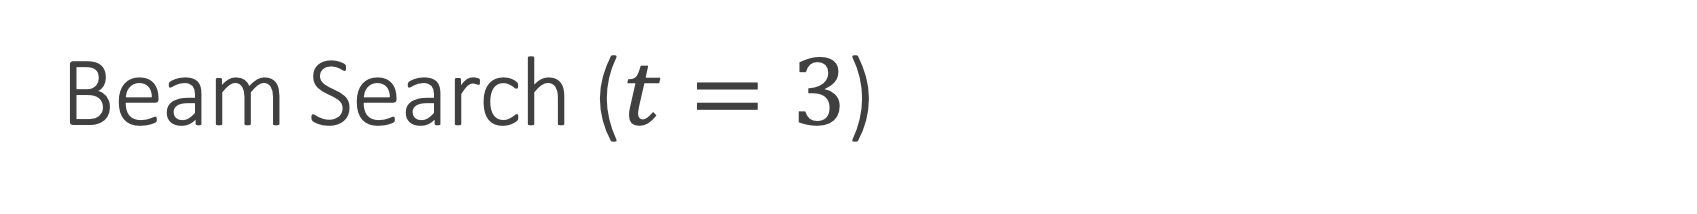 Beam Search (t = 3)